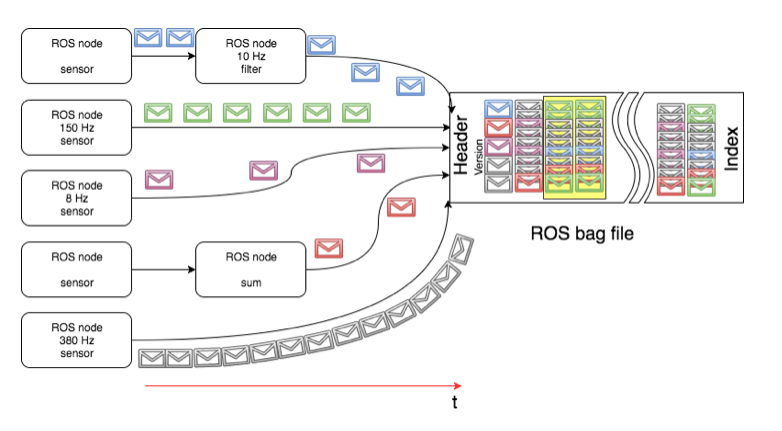 ROS node
sensor
ROS node
10 Hz
filter
ROS node
150 Hz
sensor
ROS node
8 Hz
sensor
ROS node
sensor
ROS node
sum
ROS node
380 Hz
sensor
Header
Version
Index
ROS bag file
t